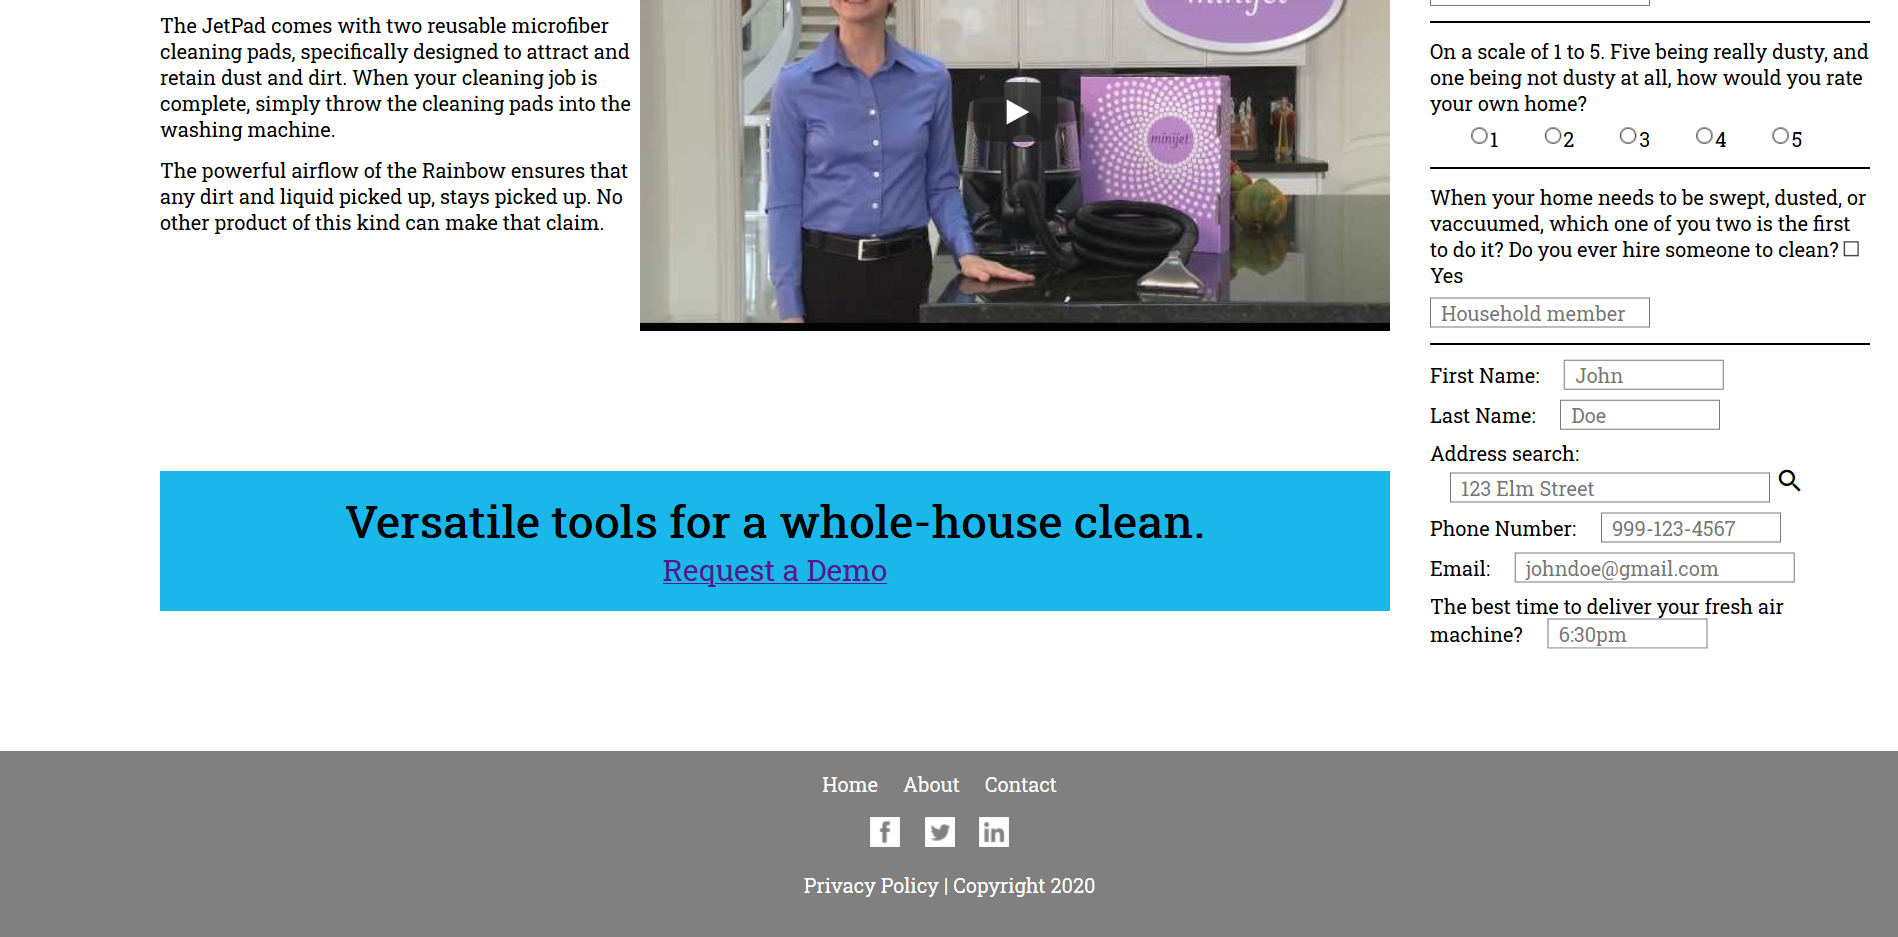 The JetPad comes with two reusable microfiber
cleaning pads, specifically designed to attract and
retain dust and dirt. When your cleaning job is
complete, simply throw the cleaning pads into the
washing machine.
The powerful airflow of the Rainbow ensures that
any dirt and liquid picked up, stays picked up. No
other product of this kind can make that claim.
minijet
minijet
Versatile tools for a whole-house clean.
Request a Demo
On a scale of 1 to 5. Five being really dusty, and
one being not dusty at all, how would you rate
your own home?
1 2 3 4 5
When your home needs to be swept, dusted, or
vaccuumed, which one of you two is the first
to do it? Do you ever hire someone to clean?
Yes
Household member
First Name: John
Last Name: Doe
Address search:
123 Elm Street
Phone Number: 999-123-4567
Email: johndoe@gmail.com
The best time to deliver your fresh air
machine? 6:30pm
Home About Contact
f in
Privacy Policy | Copyright 2020